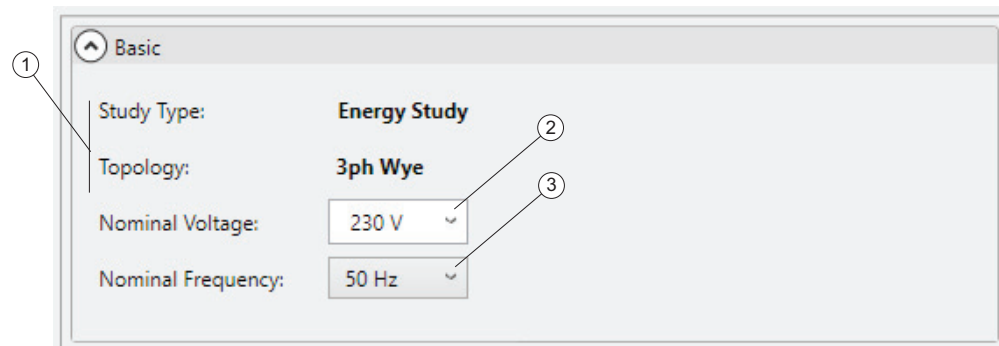 Basic
1
Study Type: Energy Study
2
Topology: 3ph Wye
3
Nominal Voltage: 230 V
Nominal Frequency: 50 Hz